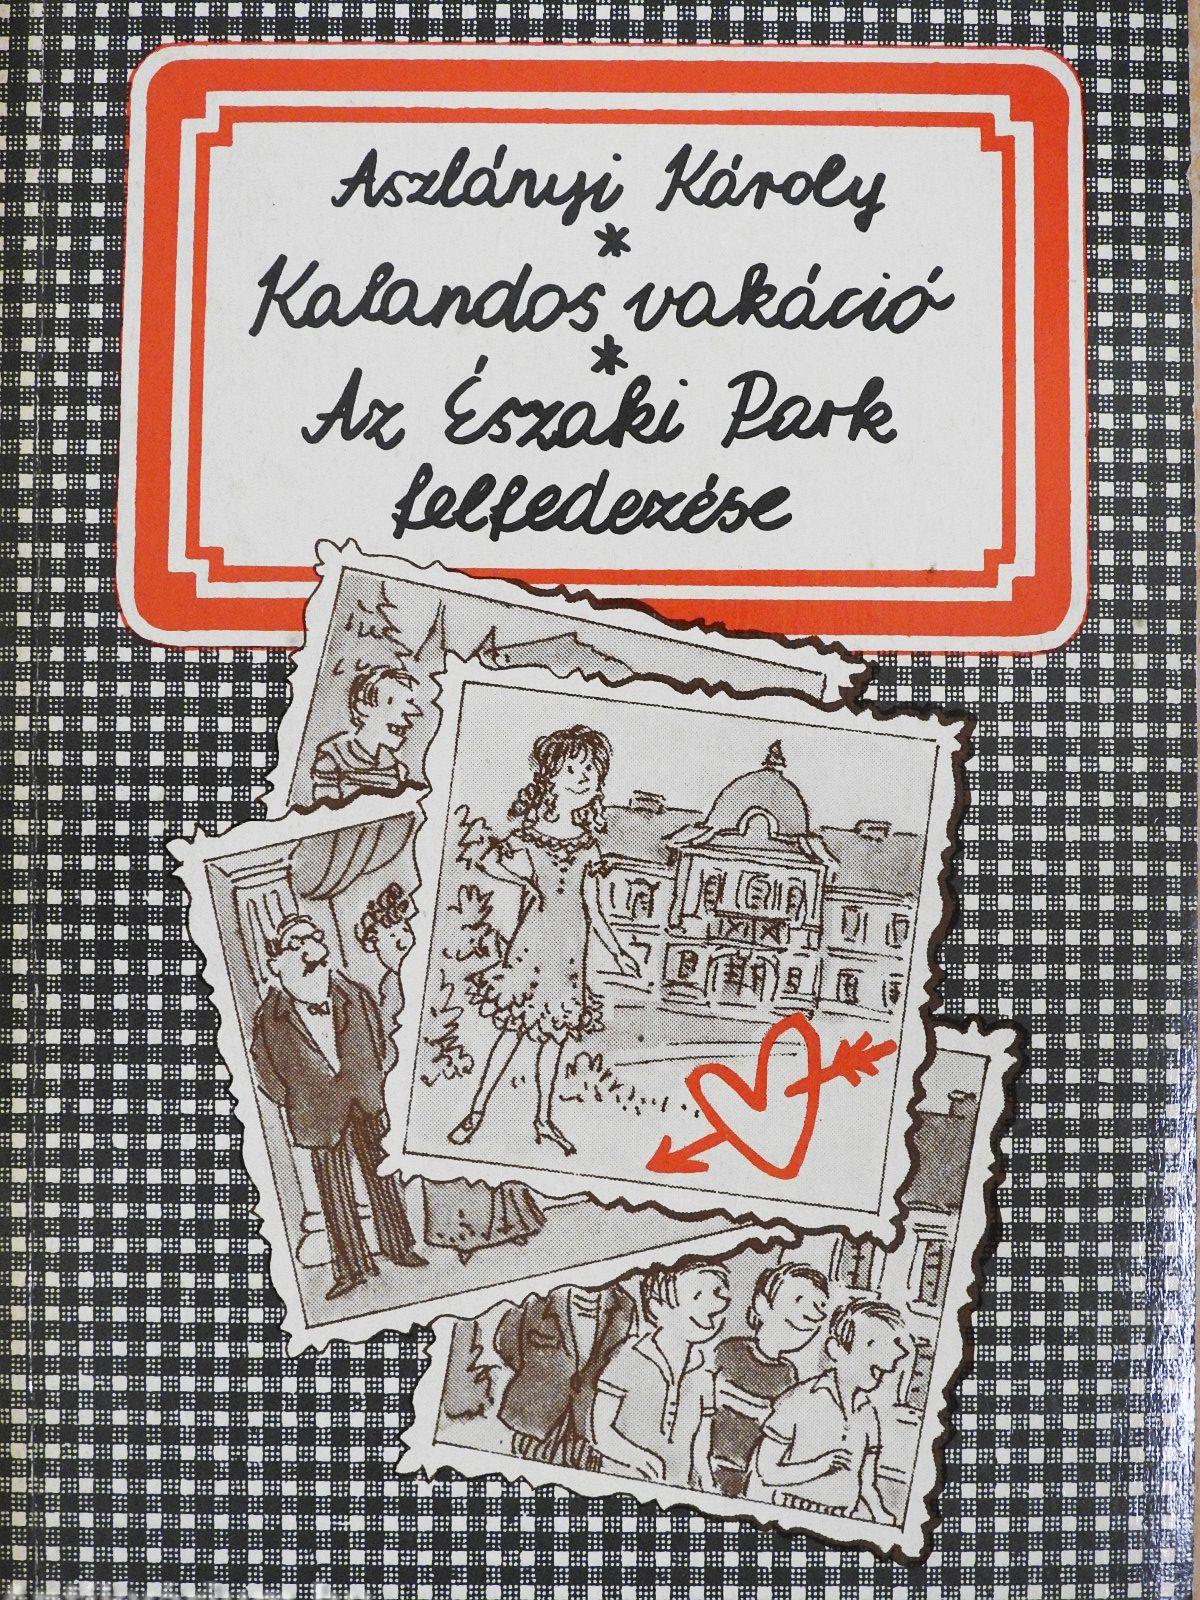 Aszlányi Károly
*
Kalandos vakáció
*
Az Északi Park
felfedezése